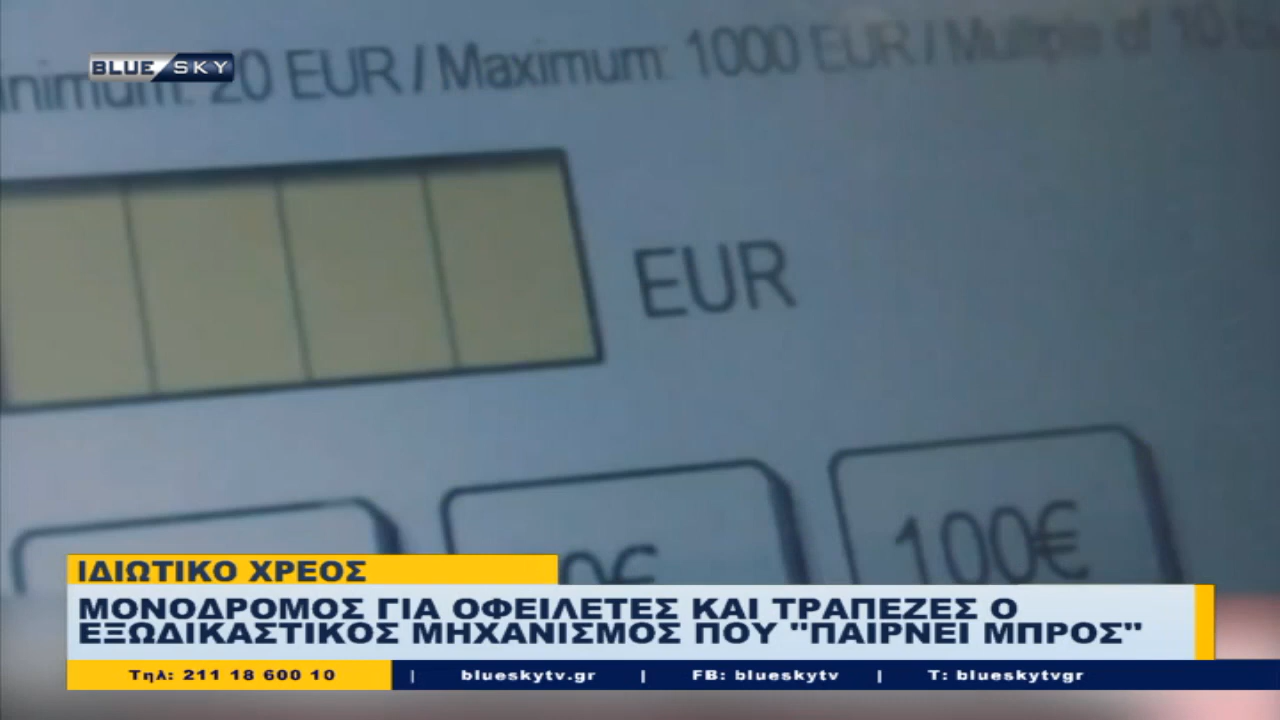 BLUE SKY
20 EUR / Maximum: 1000 EUR / Multiple of 10
EUR
100€
ΙΔΙΩΤΙΚΟ ΧΡΕΟΣ
ΜΟΝΟΔΡΟΜΟΣ ΓΙΑ ΟΦΕΙΛΕΤΕΣ ΚΑΙ ΤΡΑΠΕΖΕΣ Ο
ΕΞΩΔΙΚΑΣΤΙΚΟΣ ΜΗΧΑΝΙΣΜΟΣ ΠΟΥ "ΠΑΙΡΝΕΙ ΜΠΡΟΣ"
Τηλ: 211 18 600 10 | blueskytv.gr | FB: blueskytv | T: blueskytvgr